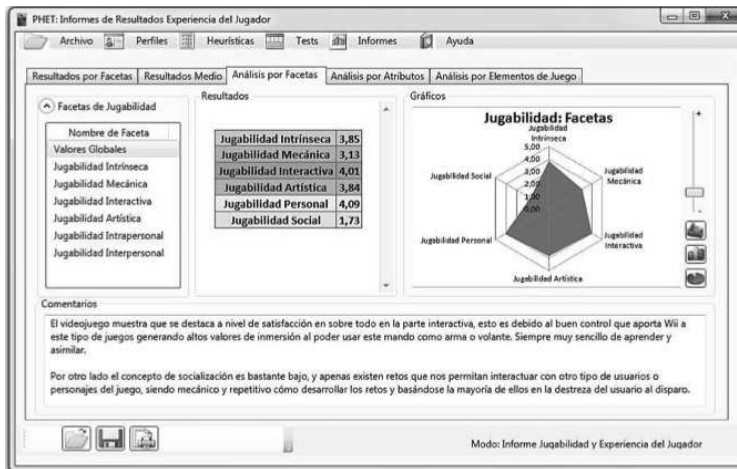 PHET: Informes de Resultados Experiencia del Jugador
Archivo Perfiles Heurísticas Tests Informes Ayuda
Resultados por Facetas Resultados Medio Análisis por Facetas Análisis por Atributos Análisis por Elementos de Juego
Facetas de Jugabilidad
Nombre de Faceta
Valores Globales
Jugabilidad Intrínseca
Jugabilidad Mecánica
Jugabilidad Interactiva
Jugabilidad Artística
Jugabilidad Intrapersonal
Jugabilidad Interpersonal
Resultados
Jugabilidad Intrínseca 3,85
Jugabilidad Mecánica 3,13
Jugabilidad Interactiva 4,01
Jugabilidad Artística 3,84
Jugabilidad Personal 4,09
Jugabilidad Social 1,73
Gráficos
Jugabilidad: Facetas
Jugabilidad
Intrínseca
5,00
4,00
3,00
2,00
1,00
0,00
Jugabilidad
Mecánica
Jugabilidad
Interactiva
Jugabilidad Artística
Jugabilidad Personal
Jugabilidad Social
+
-
Comentarios
El videojuego muestra que se destaca a nivel de satisfacción en sobre todo en la parte interactiva, esto es debido al buen control que aporta Wii a
este tipo de juegos generando altos valores de inmersión al poder usar este mando como arma o volante. Siempre muy sencillo de aprender y
asimilar.
Por otro lado el concepto de socialización es bastante bajo, y apenas existen retos que nos permitan interactuar con otro tipo de usuarios o
personajes del juego, siendo mecánico y repetitivo cómo desarrollar los retos y basándose la mayoría de ellos en la destreza del usuario al disparo.
Modo: Informe Jugabilidad y Experiencia del Jugador